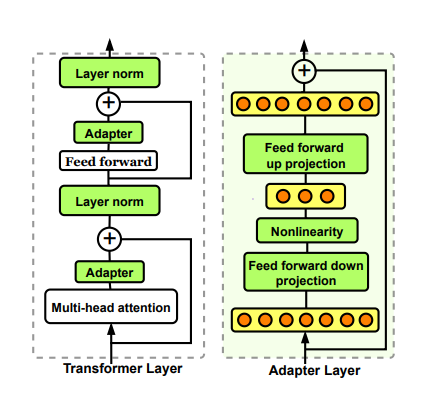 Layer norm
+
Adapter
Feed forward
Layer norm
+
Adapter
Multi-head attention
Transformer Layer
+
Feed forward
up projection
Nonlinearity
Feed forward down
projection
Adapter Layer